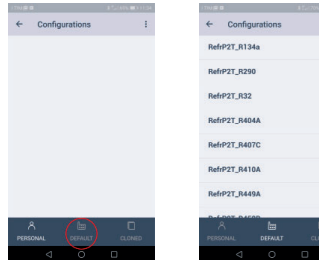 Configurations
PERSONAL
DEFAULT
CLONED
Configurations
RefrP2T_R134a
RefrP2T_R290
RefrP2T_R32
RefrP2T_R404A
RefrP2T_R407C
RefrP2T_R410A
RefrP2T_R449A
PERSONAL
DEFAULT